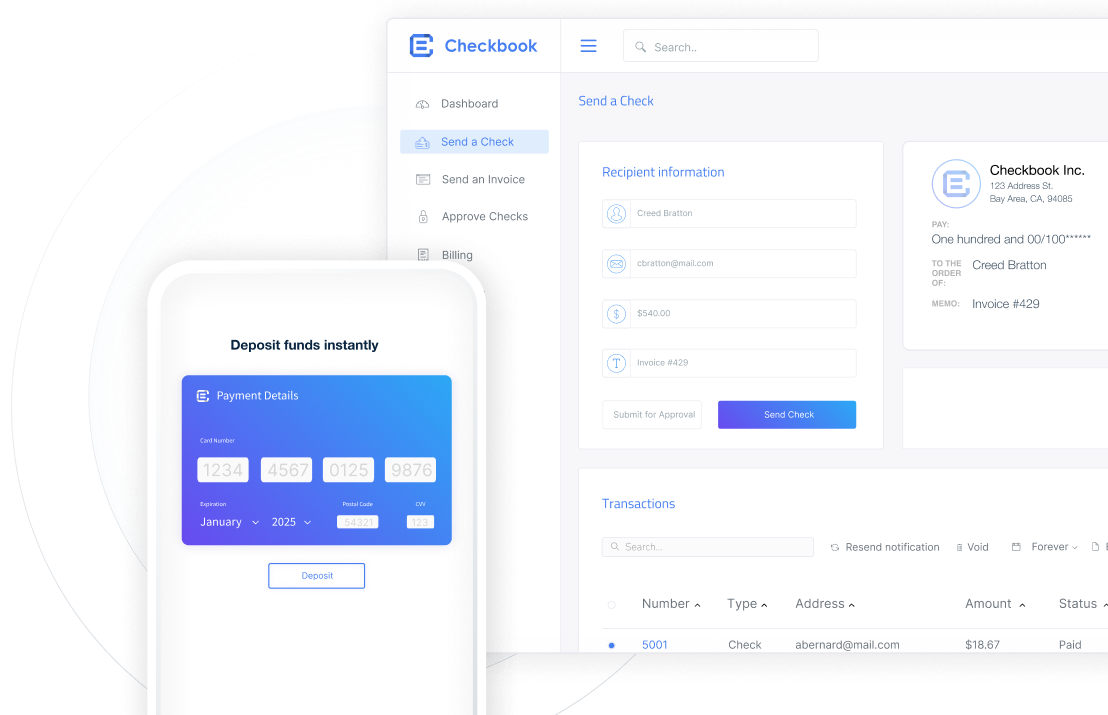 Checkbook
Search..
Dashboard
Send a Check
Send an Invoice
Approve Checks
Billing
Send a Check
Recipient information
Creed Bratton
cbratton@mail.com
$
$540.00
T
Invoice #429
Submit for Approval
Send Check
Checkbook Inc.
123 Address St.
Bay Area, CA, 94085
PAY:
One hundred and 00/100******
TO THE
ORDER
OF:
Creed Bratton
MEMO:
Invoice #429
Transactions
Search...
Resend notification
Void
Forever
Number
Type
Address
Amount
Status
5001
Check
abernard@mail.com
$18.67
Paid
Deposit funds instantly
Payment Details
Card Number
1234 4567 0125 9876
Expiration
Postal Code
CVV
January
2025
54321
123
Deposit